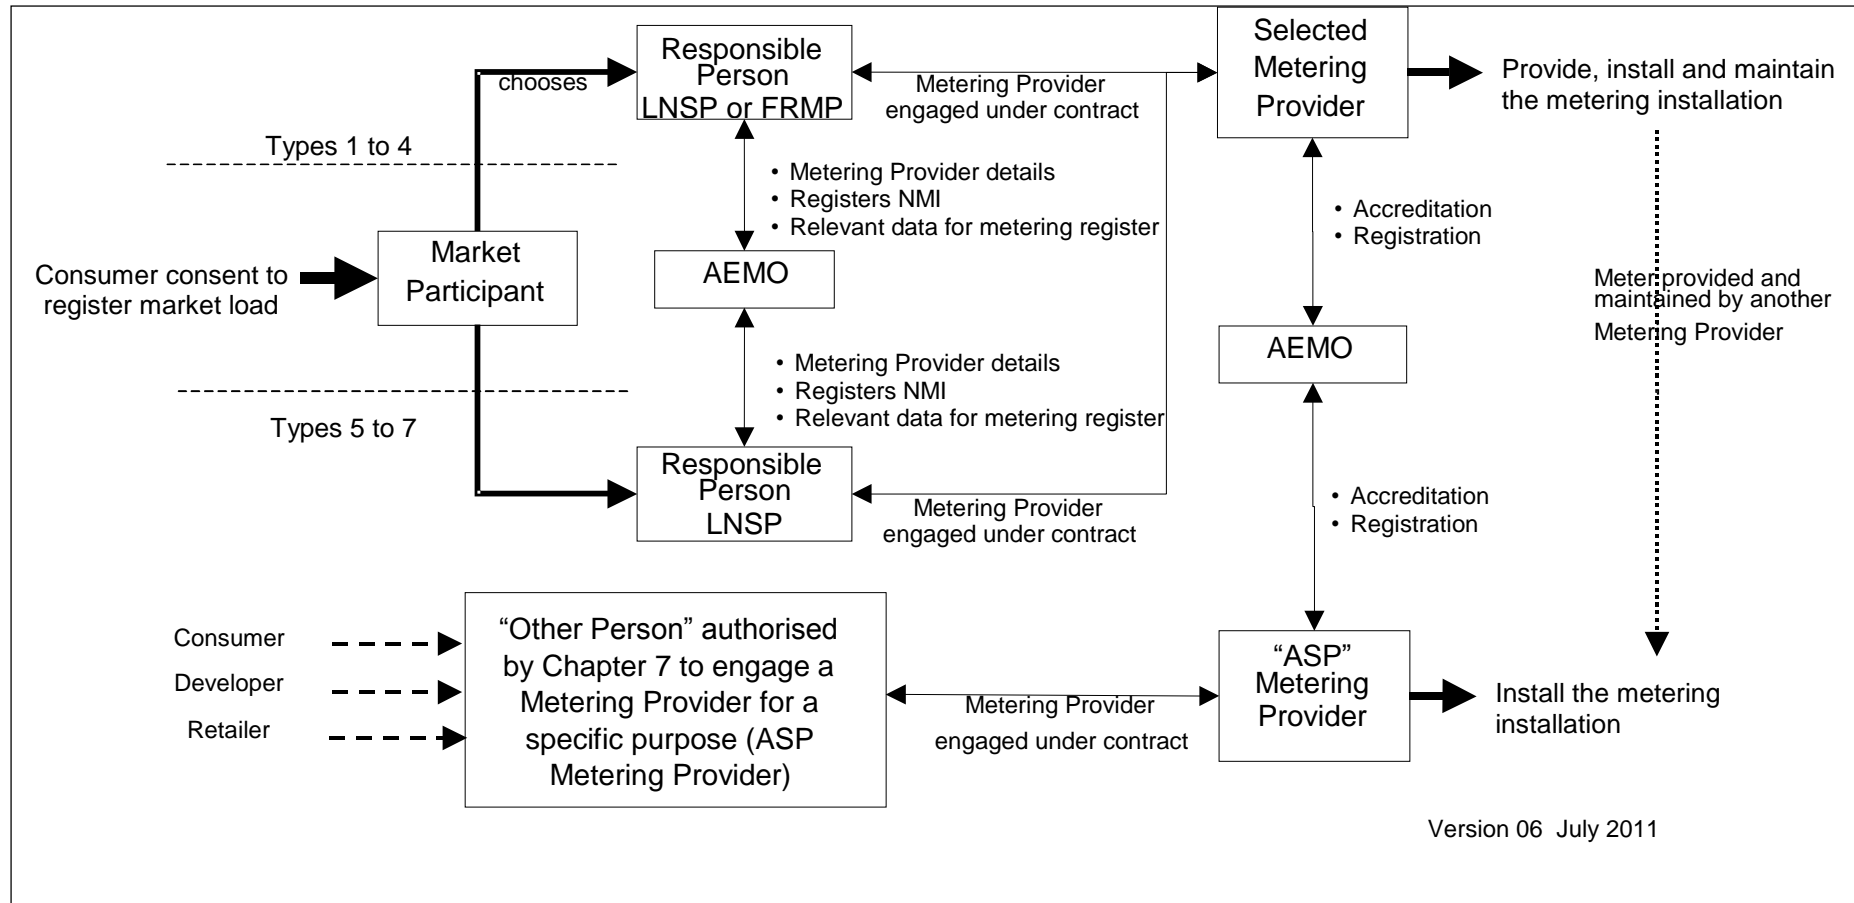 Responsible
Person
LNSP or FRMP
chooses
Metering Provider
engaged under contract
Selected
Metering
Provider
Provide, install and maintain
the metering installation
Types 1 to 4
• Metering Provider details
• Registers NMI
• Relevant data for metering register
• Accreditation
• Registration
Market
Participant
Consumer consent to
register market load
AEMO
Meter provided and
maintained by another
Metering Provider
AEMO
• Metering Provider details
• Registers NMI
• Relevant data for metering register
Types 5 to 7
Responsible
Person
LNSP
Metering Provider
engaged under contract
• Accreditation
• Registration
Consumer
Developer
Retailer
“Other Person” authorised
by Chapter 7 to engage a
Metering Provider for a
specific purpose (ASP
Metering Provider)
Metering Provider
engaged under contract
“ASP”
Metering
Provider
Install the metering
installation
Version 06 July 2011